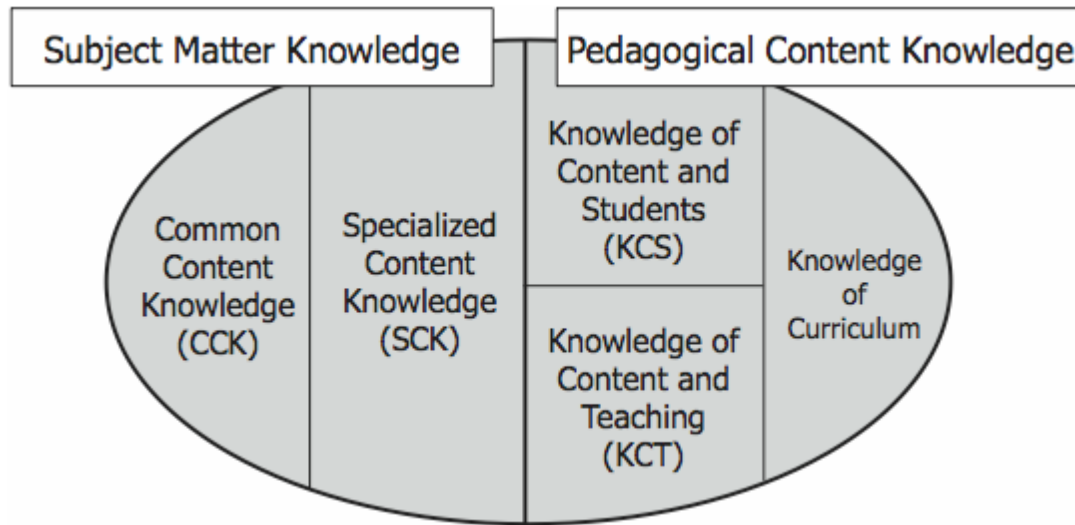 Subject Matter Knowledge
Pedagogical Content Knowledge
Common
Content
Knowledge
(CCK)
Specialized
Content
Knowledge
(SCK)
Knowledge of
Content and
Students
(KCS)
Knowledge of
Content and
Teaching
(KCT)
Knowledge
of
Curriculum